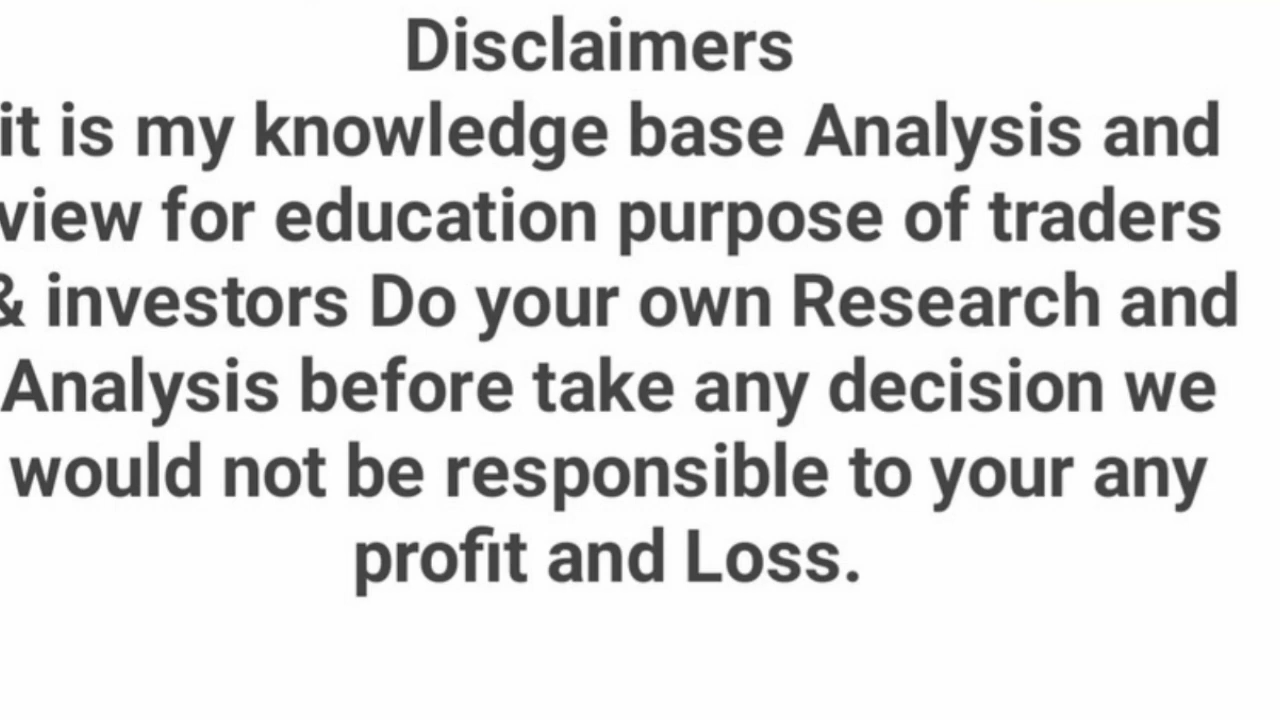 Disclaimers
it is my knowledge base Analysis and
view for education purpose of traders
& investors Do your own Research and
Analysis before take any decision we
would not be responsible to your any
profit and Loss.